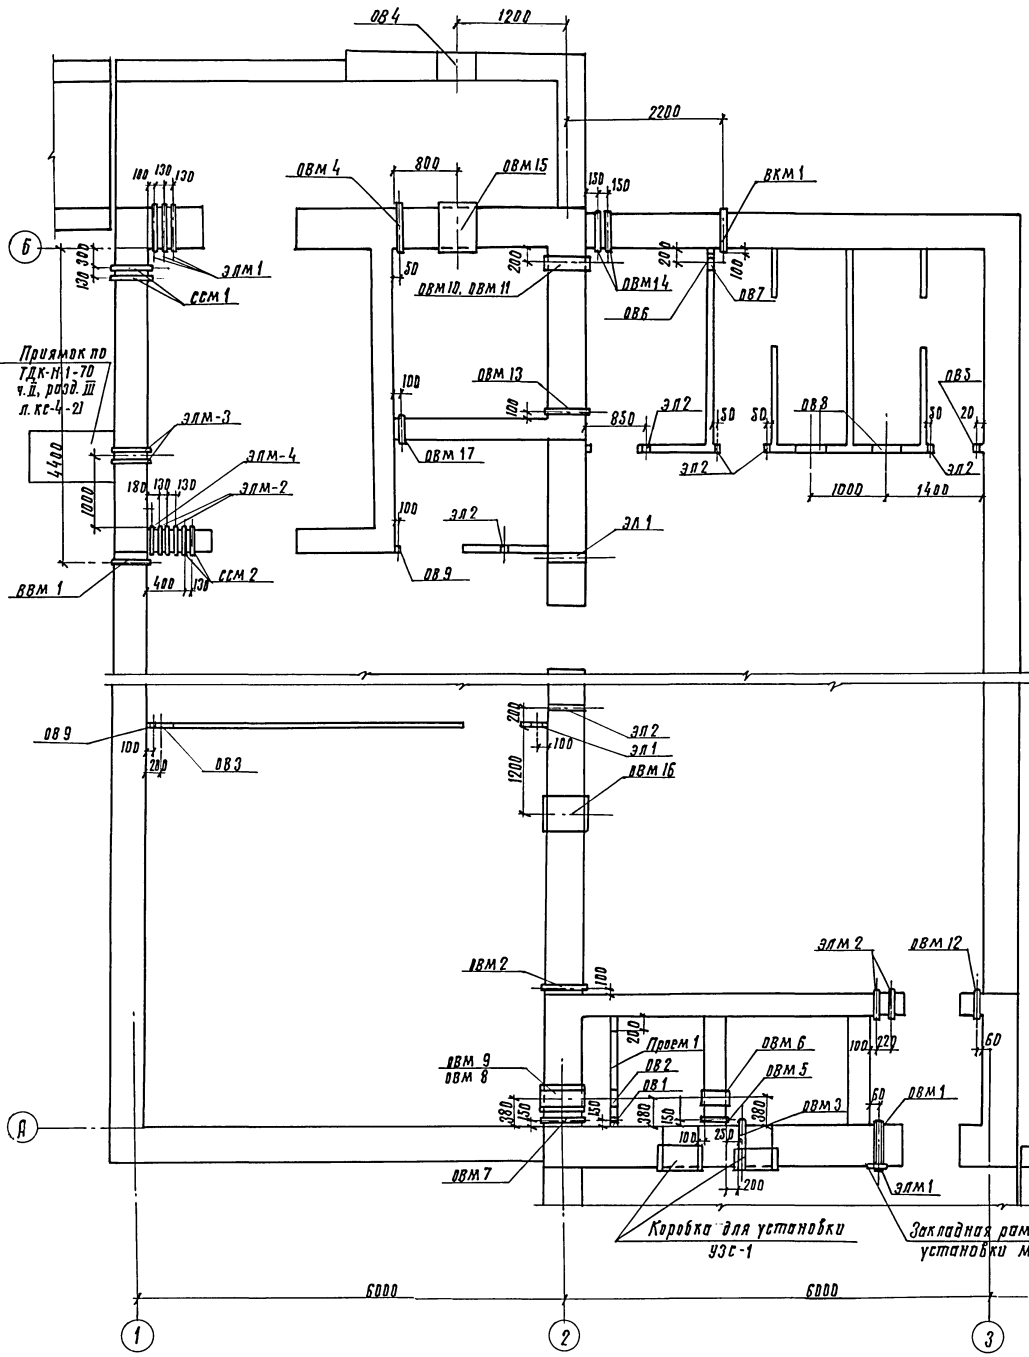 ОВ 4
1200
2200
ОВМ 4
800
ОВМ 15
150
150
ВКМ 1
100
130
130
Б
300
130
ЭЛМ 1
ССМ 1
50
200
ОВМ 10, ОВМ 11
ОВМ 14
200
100
ОВ 6
ОВ 7
Приямок по
ТДК-Н-1-70
ч. II, разд. III
л. КС-4-21
ЭЛМ-3
100
ОВМ 13
100
850
ЭЛ 2
50
50
ОВ 8
50
ОВ 5
20
4400
ЭЛМ-4
ОВМ 17
ЭЛ 2
ЭЛ 2
1000
180
130
130
ЭЛМ-2
1000
1400
100
ЭЛ 2
ЭЛ 1
ВВМ 1
400
130
ССМ 2
ОВ 9
ОВ 9
100
200
ОВ 3
200
ЭЛ 2
ЭЛ 1
100
1200
ОВМ 16
ОВМ 2
100
ЭЛМ 2
ОВМ 12
200
100
220
60
Проем 1
ОВМ 9
ОВМ 8
ОВ 2
ОВ 1
ОВМ 6
ОВМ 5
ОВМ 3
380
150
150
380
150
380
60
ОВМ 1
А
100
250
ОВМ 7
200
ЭЛМ 1
Коробка для установки
УЗС-1
Закладная рам
установки м
6000
6000
1
2
3